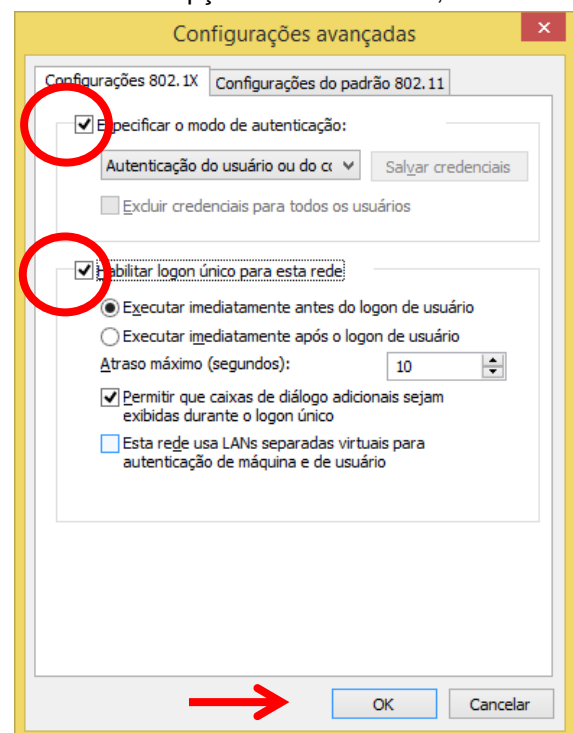 Configurações avançadas
Configurações 802.1X
Configurações do padrão 802.11
Especificar o modo de autenticação:
Autenticação do usuário ou do cc
Salvar credenciais
Excluir credenciais para todos os usuários
Habilitar logon único para esta rede
Executar imediatamente antes do logon de usuário
Executar imediatamente após o logon de usuário
Atraso máximo (segundos):
10
Permitir que caixas de diálogo adicionais sejam
exibidas durante o logon único
Esta rede usa LANs separadas virtuais para
autenticação de máquina e de usuário
OK
Cancelar